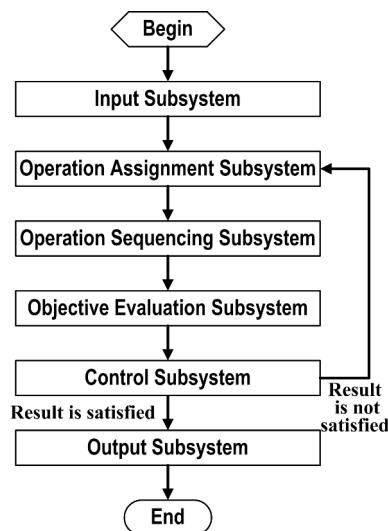 Begin
Input Subsystem
Operation Assignment Subsystem
Operation Sequencing Subsystem
Objective Evaluation Subsystem
Control Subsystem
Result is satisfied
Result
is not
satisfied
Output Subsystem
End